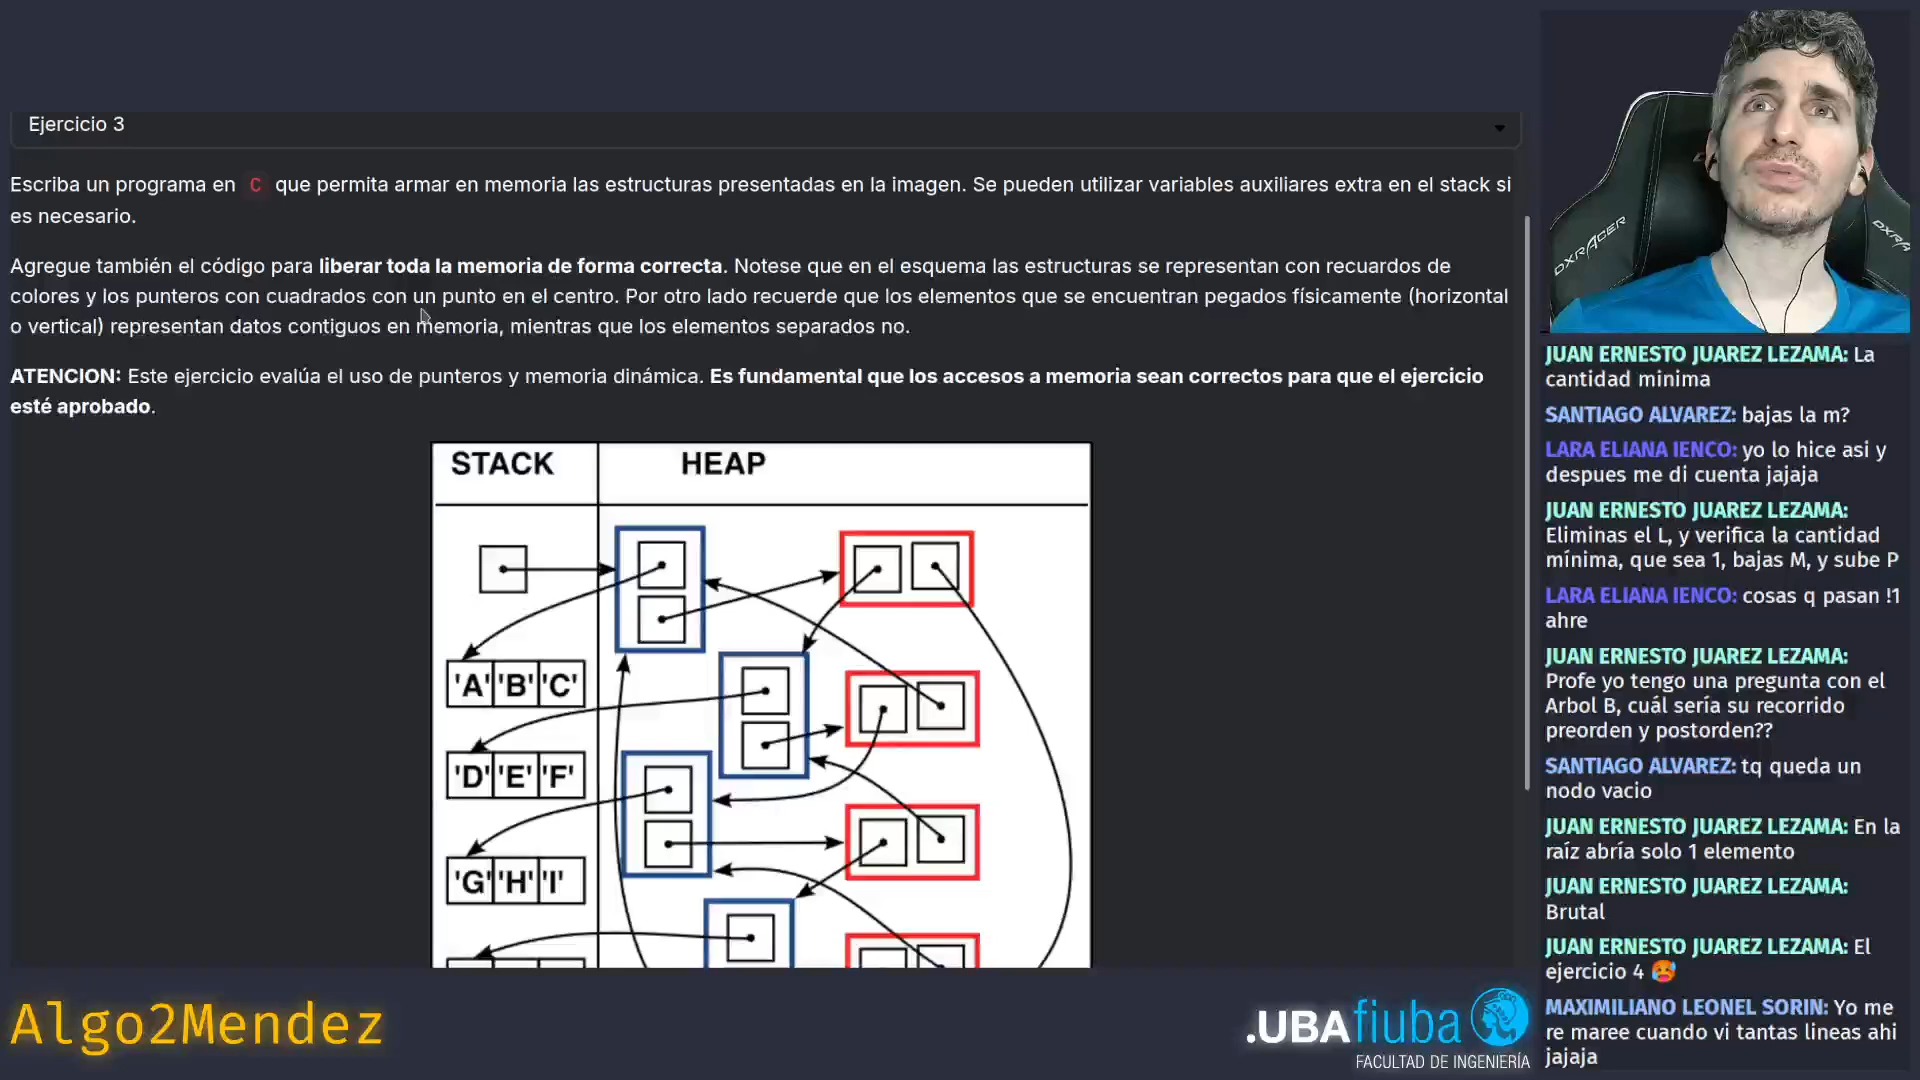 Ejercicio 3
Escriba un programa en C que permita armar en memoria las estructuras presentadas en la imagen. Se pueden utilizar variables auxiliares extra en el stack si
es necesario.
Agregue también el código para liberar toda la memoria de forma correcta. Notese que en el esquema las estructuras se representan con recuardos de
colores y los punteros con cuadrados con un punto en el centro. Por otro lado recuerde que los elementos que se encuentran pegados físicamente (horizontal
o vertical) representan datos contiguos en memoria, mientras que los elementos separados no.
ATENCION: Este ejercicio evalúa el uso de punteros y memoria dinámica. Es fundamental que los accesos a memoria sean correctos para que el ejercicio
esté aprobado.
STACK HEAP
'A' 'B' 'C'
'D' 'E' 'F'
'G' 'H' 'I'
DXRACER
JUAN ERNESTO JUAREZ LEZAMA: La
cantidad minima
SANTIAGO ALVAREZ: bajas la m?
LARA ELIANA IENCO: yo lo hice asi y
despues me di cuenta jajaja
JUAN ERNESTO JUAREZ LEZAMA:
Eliminas el L, y verifica la cantidad
mínima, que sea 1, bajas M, y sube P
LARA ELIANA IENCO: cosas q pasan !1
ahre
JUAN ERNESTO JUAREZ LEZAMA:
Profe yo tengo una pregunta con el
Arbol B, cuál sería su recorrido
preorden y postorden??
SANTIAGO ALVAREZ: tq queda un
nodo vacio
JUAN ERNESTO JUAREZ LEZAMA: En la
raíz abría solo 1 elemento
JUAN ERNESTO JUAREZ LEZAMA:
Brutal
JUAN ERNESTO JUAREZ LEZAMA: El
ejercicio 4 🥵
MAXIMILIANO LEONEL SORIN: Yo me
re maree cuando vi tantas lineas ahi
jajaja
Algo2Mendez
.UBAfiuba
FACULTAD DE INGENIERÍA